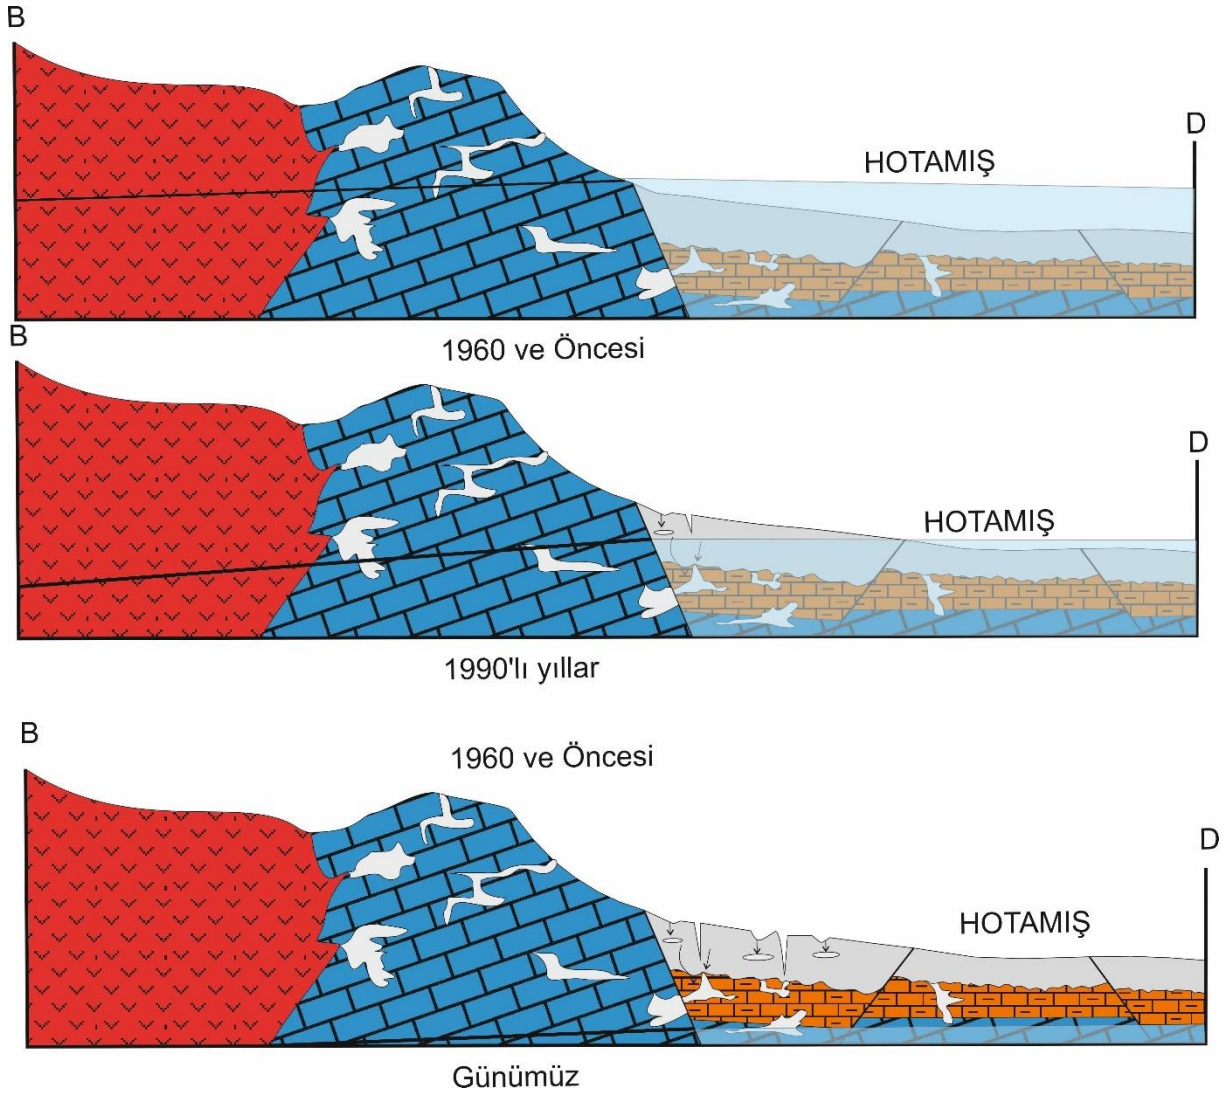 B
D
HOTAMIŞ
1960 ve Öncesi
B
D
HOTAMIŞ
1990'lı yıllar
B
1960 ve Öncesi
D
HOTAMIŞ
Günümüz